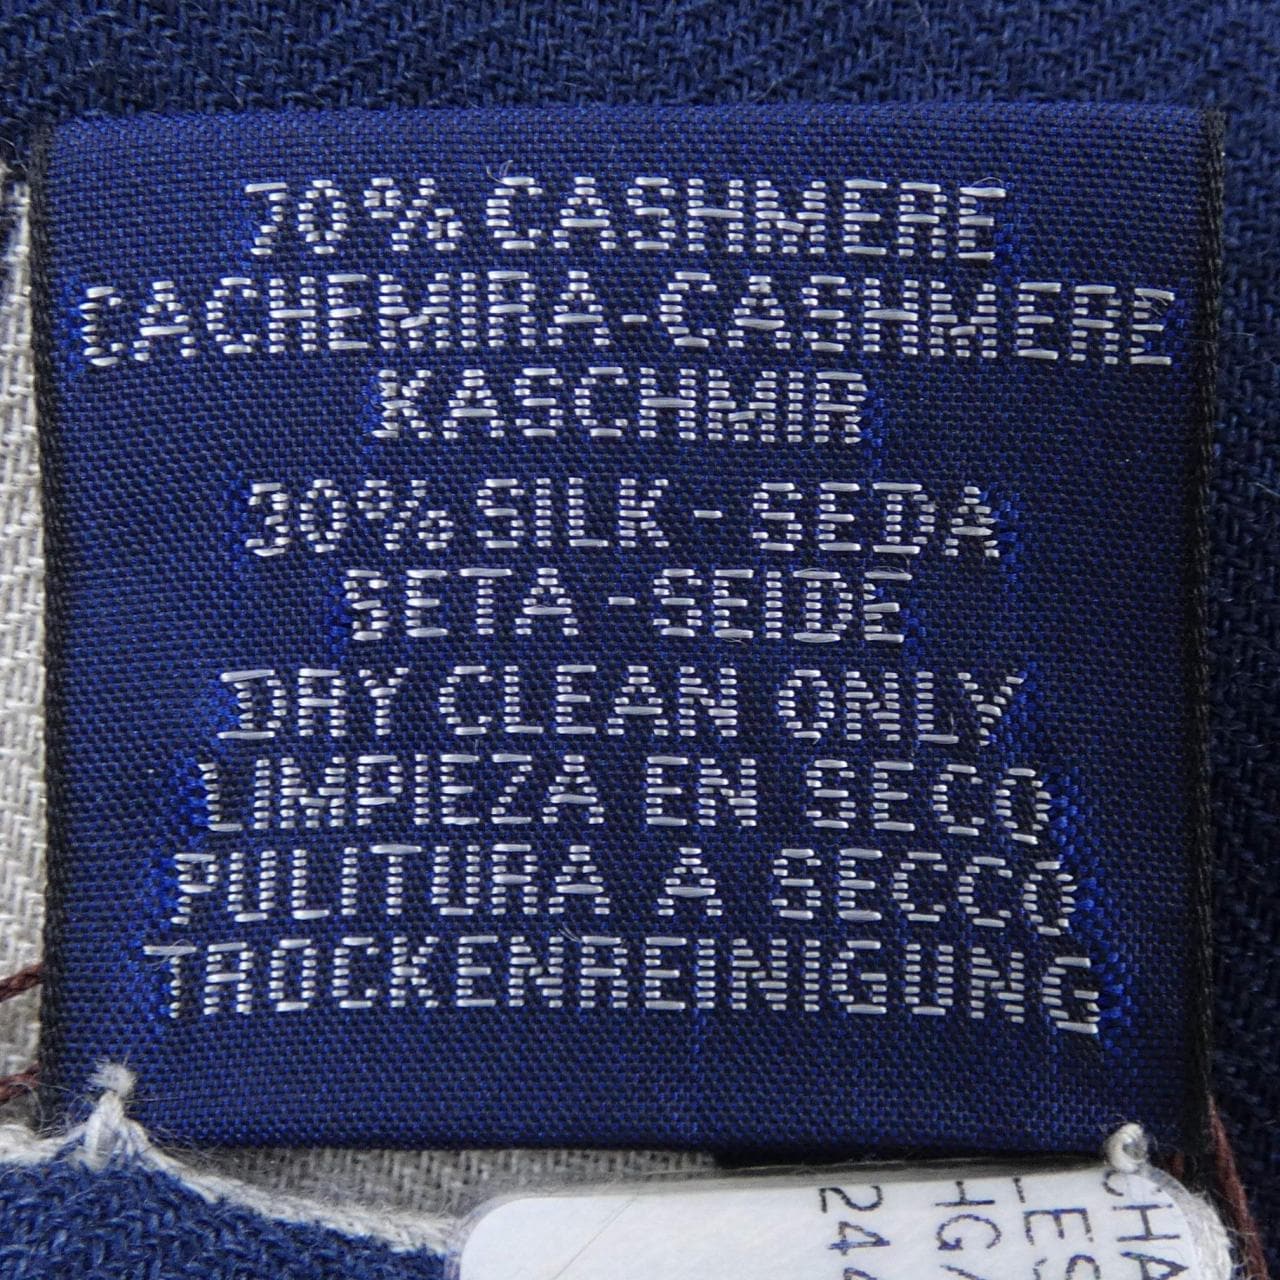 70% CASHMERE
CACHEMIRA-CASHMERE
KASCHMIR
30% SILK - SEDA
SETA - SEIDE
DRY CLEAN ONLY
LIMPIEZA EN SECO
PULITURA A SECCO
TROCKENREINIGUNG